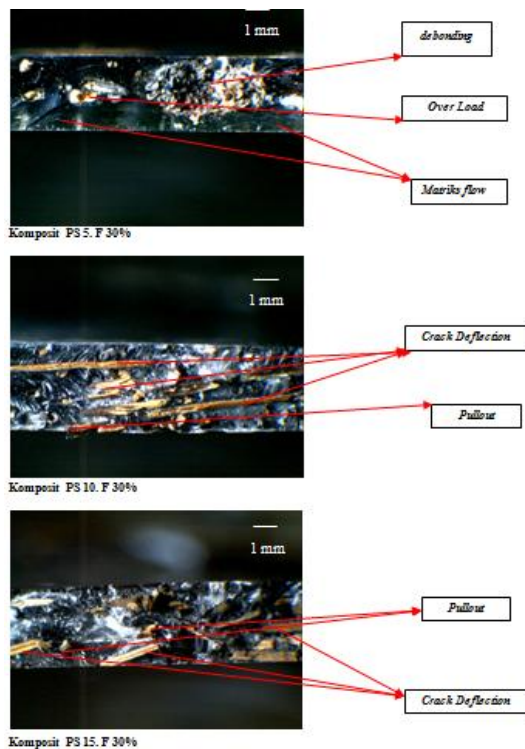 1 mm
debonding
Over Load
Matriks flow
Komposit PS 5. F 30%
1 mm
Crack Deflection
Pullout
Komposit PS 10. F 30%
1 mm
Pullout
Crack Deflection
Komposit PS 15. F 30%